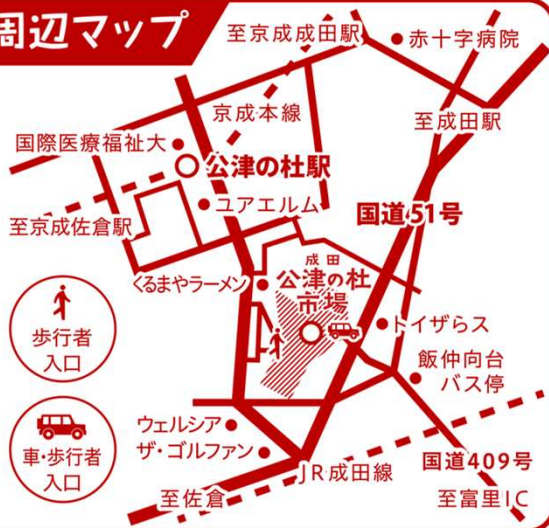 周辺マップ
至京成成田駅
赤十字病院
京成本線
至成田駅
国際医療福祉大
公津の杜駅
ユアエルム
国道51号
至京成佐倉駅
くるまやラーメン
成田
公津の杜
市場
歩行者
入口
トイザらス
飯仲向台
バス停
車・歩行者
入口
ウェルシア
ザ・ゴルファン
JR成田線
国道409号
至佐倉
至富里IC